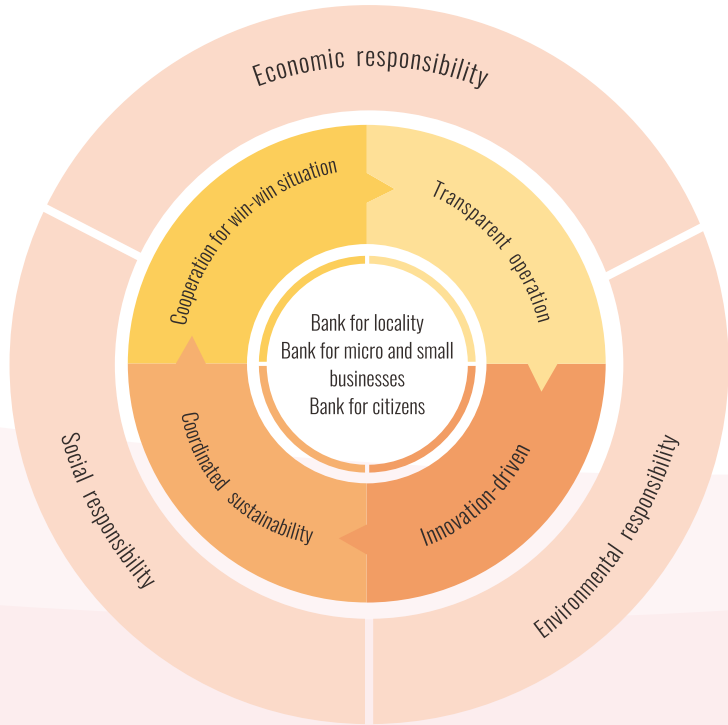 Economic responsibility
Cooperation for win-win situation
Transparent operation
Bank for locality
Bank for micro and small
businesses
Bank for citizens
Coordinated sustainability
Innovation-driven
Social responsibility
Environmental responsibility